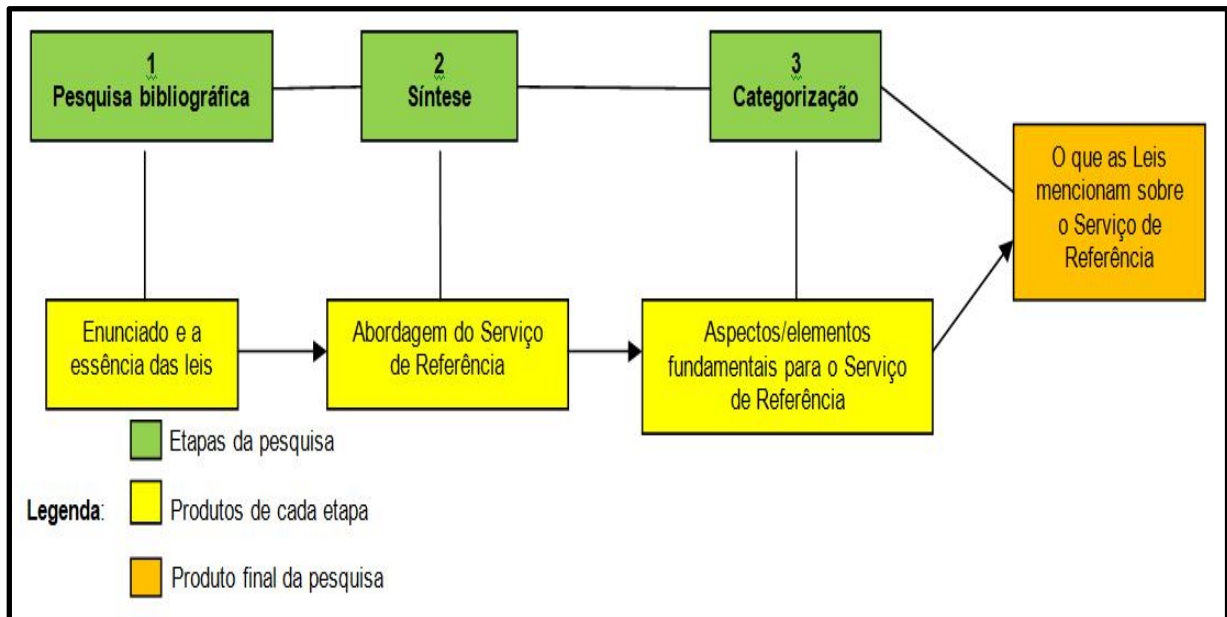 1
Pesquisa bibliográfica
2
Síntese
3
Categorização
O que as Leis
mencionam sobre
o Serviço de
Referência
Enunciado e a
essência das leis
Abordagem do Serviço
de Referência
Aspectos/elementos
fundamentais para o Serviço
de Referência
Etapas da pesquisa
Legenda: Produtos de cada etapa
Produto final da pesquisa